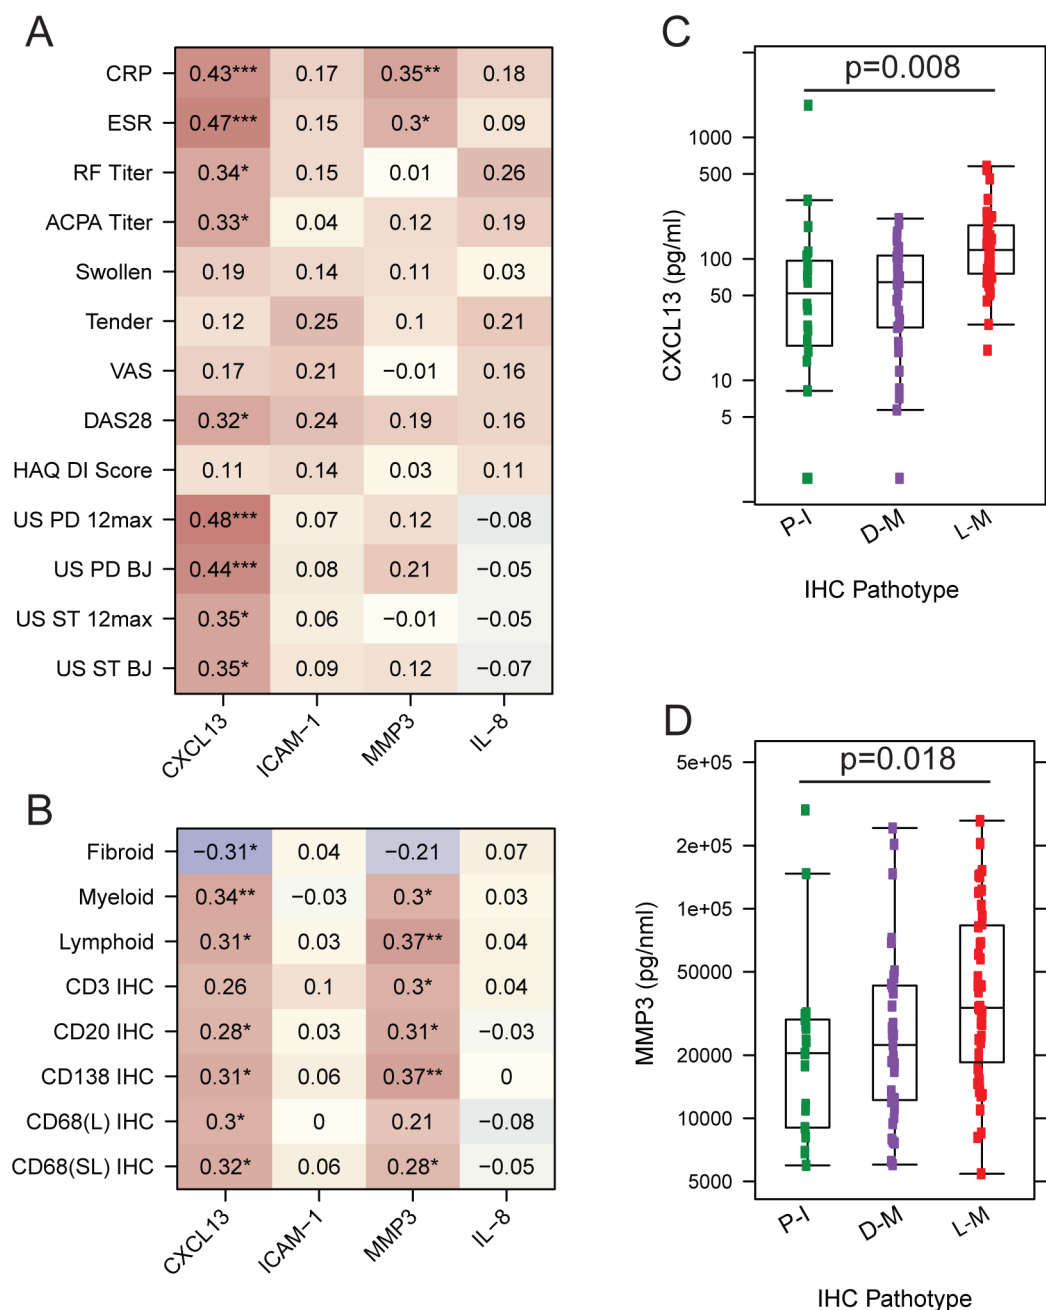 A
CRP 0.43*** 0.17 0.35** 0.18
ESR 0.47*** 0.15 0.3* 0.09
RF Titer 0.34* 0.15 0.01 0.26
ACPA Titer 0.33* 0.04 0.12 0.19
Swollen 0.19 0.14 0.11 0.03
Tender 0.12 0.25 0.1 0.21
VAS 0.17 0.21 −0.01 0.16
DAS28 0.32* 0.24 0.19 0.16
HAQ DI Score 0.11 0.14 0.03 0.11
US PD 12max 0.48*** 0.07 0.12 −0.08
US PD BJ 0.44*** 0.08 0.21 −0.05
US ST 12max 0.35* 0.06 −0.01 −0.05
US ST BJ 0.35* 0.09 0.12 −0.07
CXCL13 ICAM−1 MMP3 IL−8
B
Fibroid −0.31* 0.04 −0.21 0.07
Myeloid 0.34** −0.03 0.3* 0.03
Lymphoid 0.31* 0.03 0.37** 0.04
CD3 IHC 0.26 0.1 0.3* 0.04
CD20 IHC 0.28* 0.03 0.31* −0.03
CD138 IHC 0.31* 0.06 0.37** 0
CD68(L) IHC 0.3* 0 0.21 −0.08
CD68(SL) IHC 0.32* 0.06 0.28* −0.05
CXCL13 ICAM−1 MMP3 IL−8
C
p=0.008
CXCL13 (pg/ml)
1000
500
100
50
10
5
P-I D-M L-M
IHC Pathotype
D
p=0.018
MMP3 (pg/nml)
5e+05
2e+05
1e+05
50000
20000
10000
5000
P-I D-M L-M
IHC Pathotype